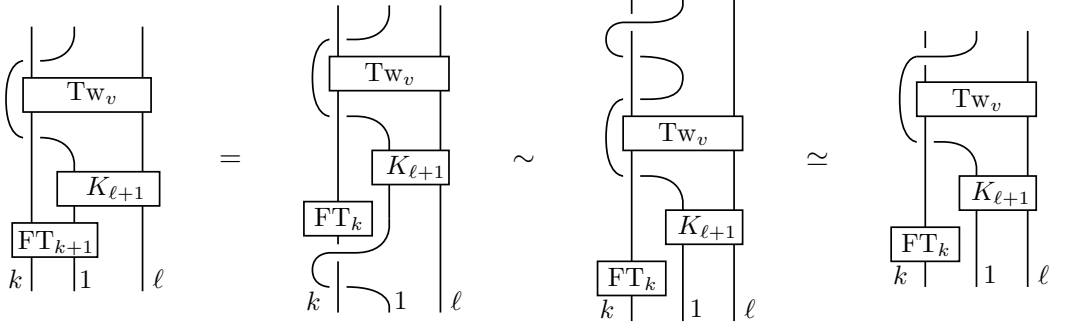 Tw_v
K_{ℓ+1}
FT_{k+1}
k 1 ℓ
=
Tw_v
K_{ℓ+1}
FT_k
k 1 ℓ
∼
Tw_v
K_{ℓ+1}
FT_k
k 1 ℓ
≃
Tw_v
K_{ℓ+1}
FT_k
k 1 ℓ